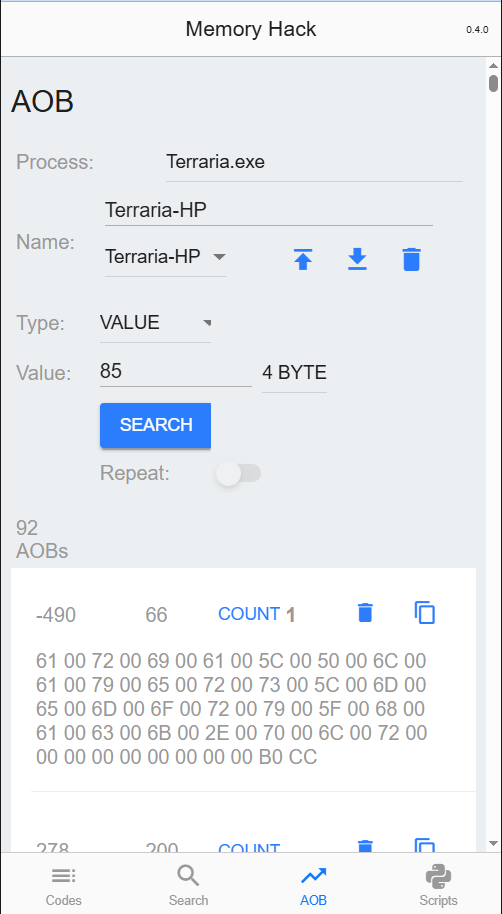 Memory Hack
0.4.0
AOB
Process:
Terraria.exe
Terraria-HP
Name:
Terraria-HP
Type:
VALUE
Value:
85
4 BYTE
SEARCH
Repeat:
92
AOBs
-490 66 COUNT 1
61 00 72 00 69 00 61 00 5C 00 50 00 6C 00
61 00 79 00 65 00 72 00 73 00 5C 00 6D 00
65 00 6D 00 6F 00 72 00 79 00 5F 00 68 00
61 00 63 00 6B 00 2E 00 70 00 6C 00 72 00
00 00 00 00 00 00 00 00 B0 CC
278 200 COUNT
Codes
Search
AOB
Scripts